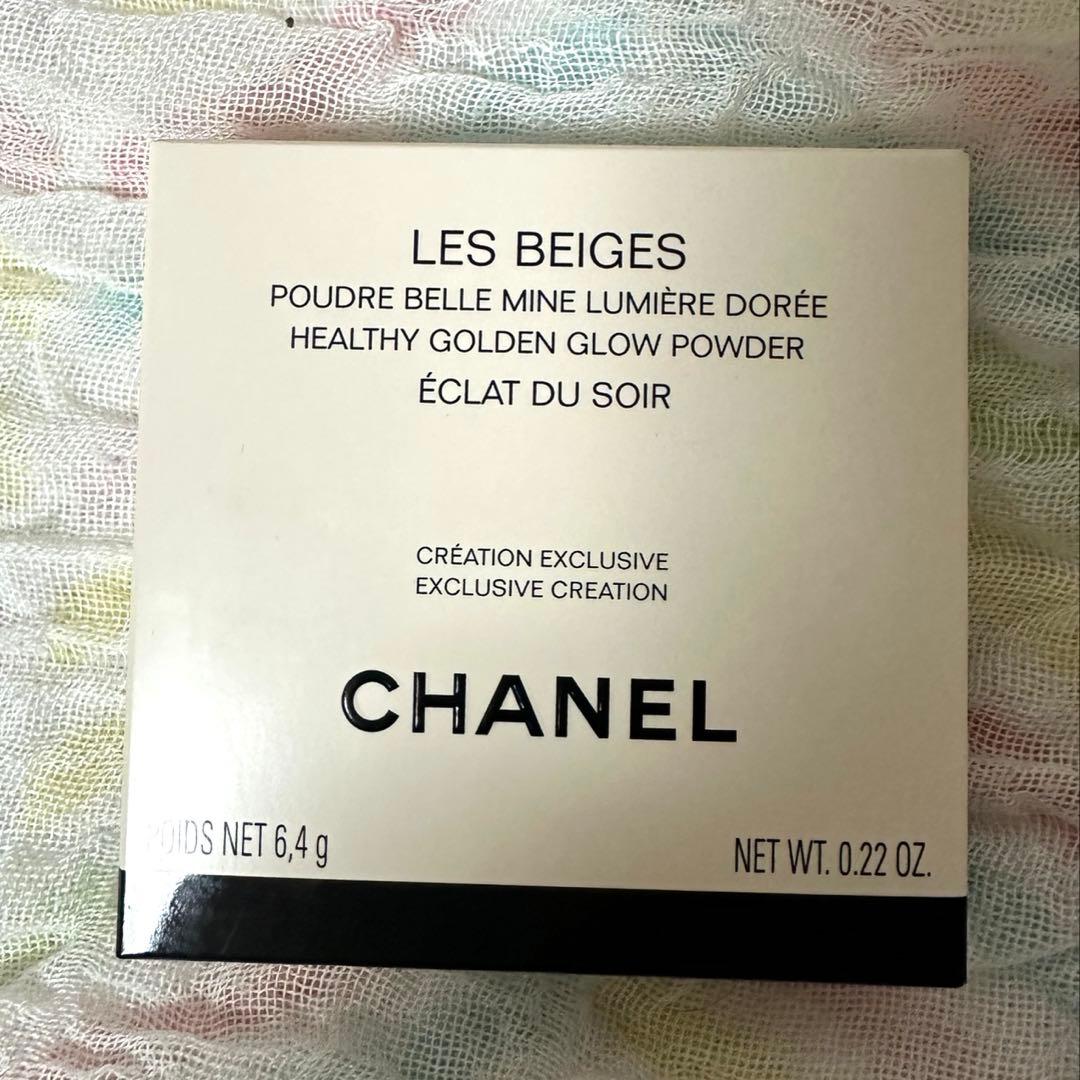 LES BEIGES
POUDRE BELLE MINE LUMIÈRE DORÉE
HEALTHY GOLDEN GLOW POWDER
ÉCLAT DU SOIR
CRÉATION EXCLUSIVE
EXCLUSIVE CREATION
CHANEL
POIDS NET 6,4 g
NET WT. 0.22 OZ.